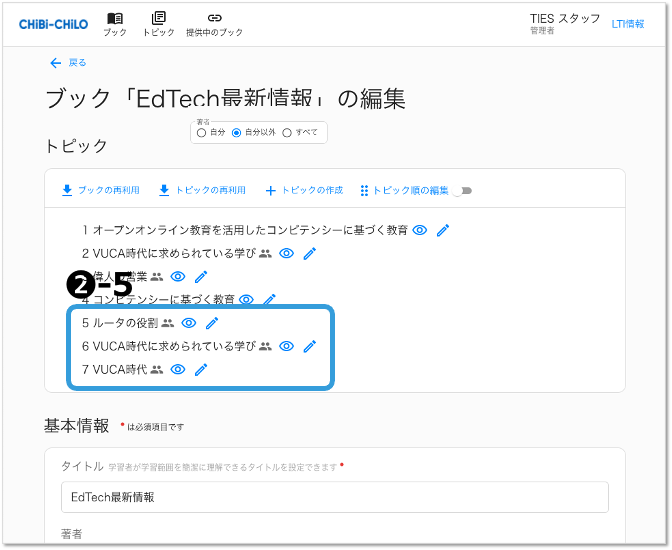 CHiBi-CHiLO ブック トピック 提供中のブック TIES スタッフ 管理者 LTI情報
戻る
ブック「EdTech最新情報」の編集
著者
自分 自分以外 すべて
トピック
ブックの再利用 トピックの再利用 トピックの作成 トピック順の編集
1 オープンオンライン教育を活用したコンピテンシーに基づく教育
2 VUCA時代に求められている学び
偉人の営業
❷-5
4 コンピテンシーに基づく教育
5 ルータの役割
6 VUCA時代に求められている学び
7 VUCA時代
基本情報 *は必須項目です
タイトル 学習者が学習範囲を簡潔に理解できるタイトルを設定できます*
EdTech最新情報
著者